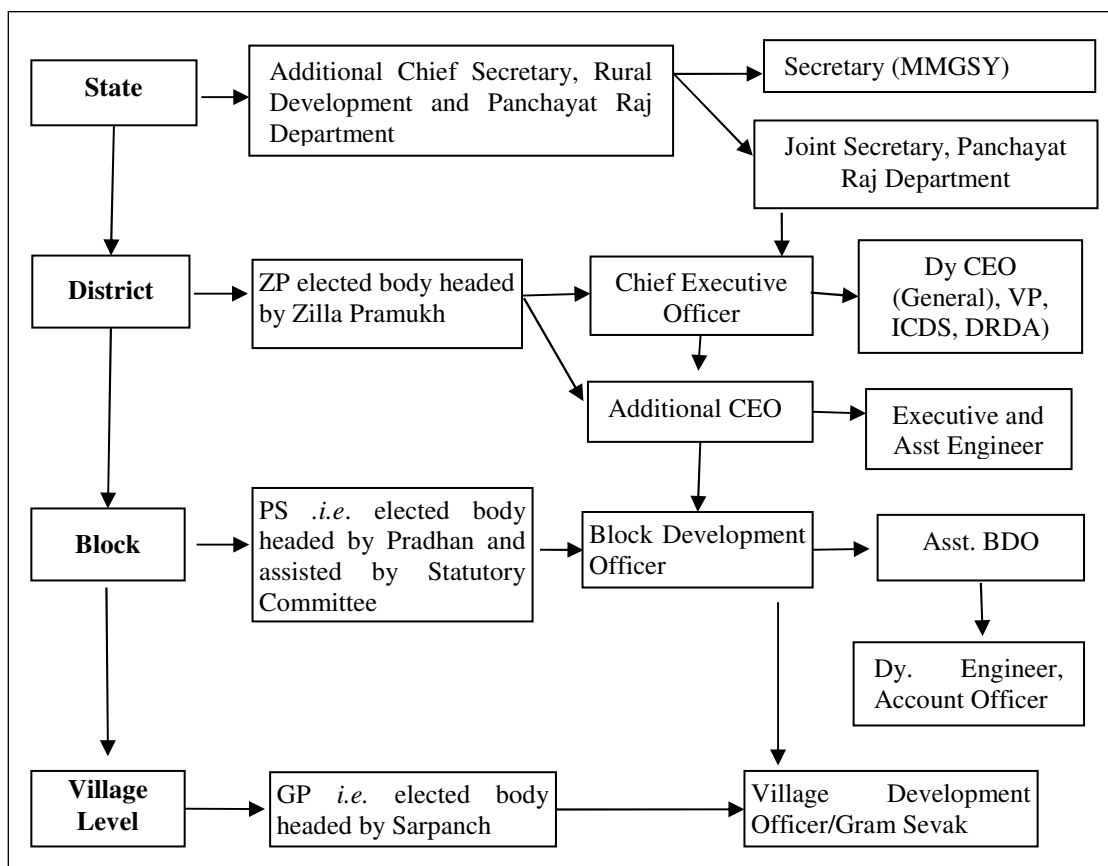 State
Additional Chief Secretary, Rural
Development and Panchayat Raj
Department
Secretary (MMGSY)
Joint Secretary, Panchayat
Raj Department
District
ZP elected body headed
by Zilla Pramukh
Chief Executive
Officer
Dy CEO
(General), VP,
ICDS, DRDA)
Additional CEO
Executive and
Asst Engineer
Block
PS .i.e. elected body
headed by Pradhan and
assisted by Statutory
Committee
Block Development
Officer
Asst. BDO
Dy. Engineer,
Account Officer
Village
Level
GP i.e. elected body
headed by Sarpanch
Village Development
Officer/Gram Sevak